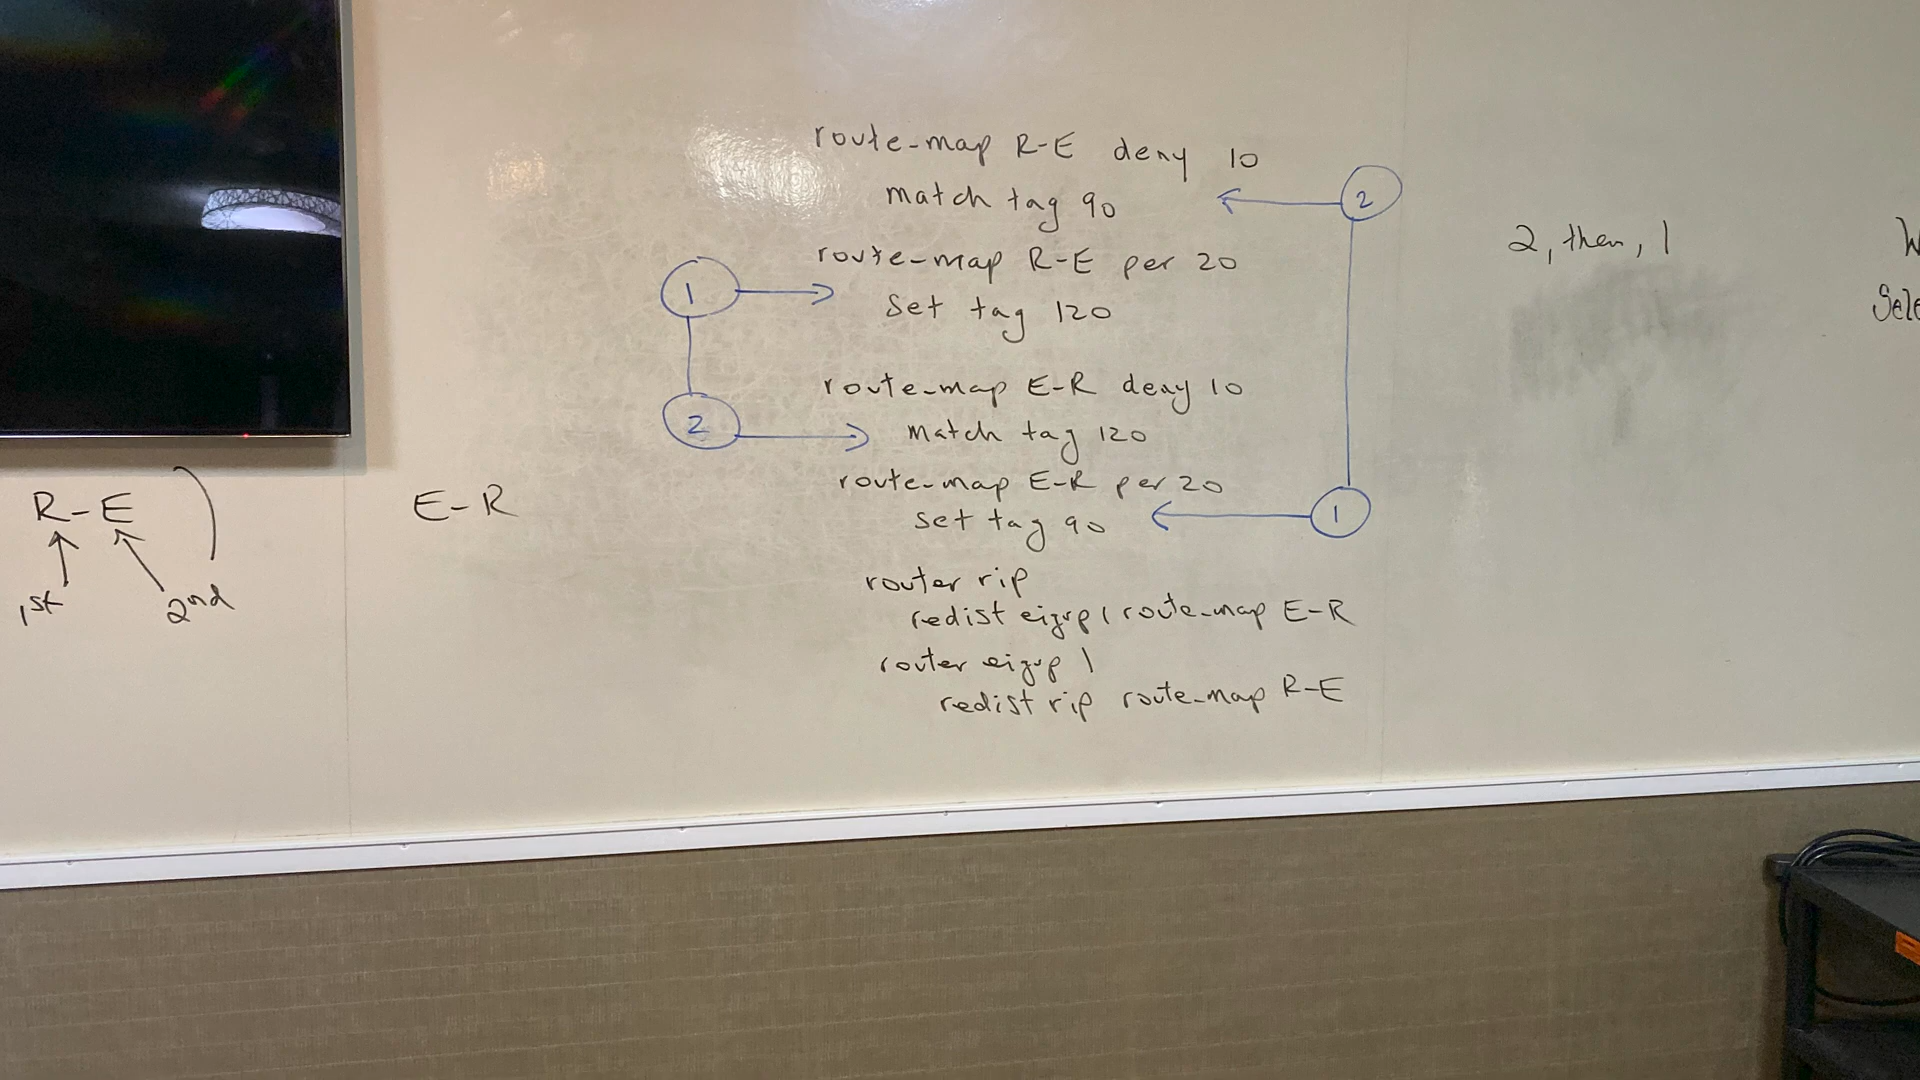 route-map R-E deny 10
match tag 90
route-map R-E per 20
set tag 120
route-map E-R deny 10
match tag 120
route-map E-R per 20
set tag 90
router rip
redist eigrp 1 route-map E-R
router eigrp 1
redist rip route-map R-E
1
2
2
1
2, then, 1
R-E
1st
2nd
E-R
W
Sele